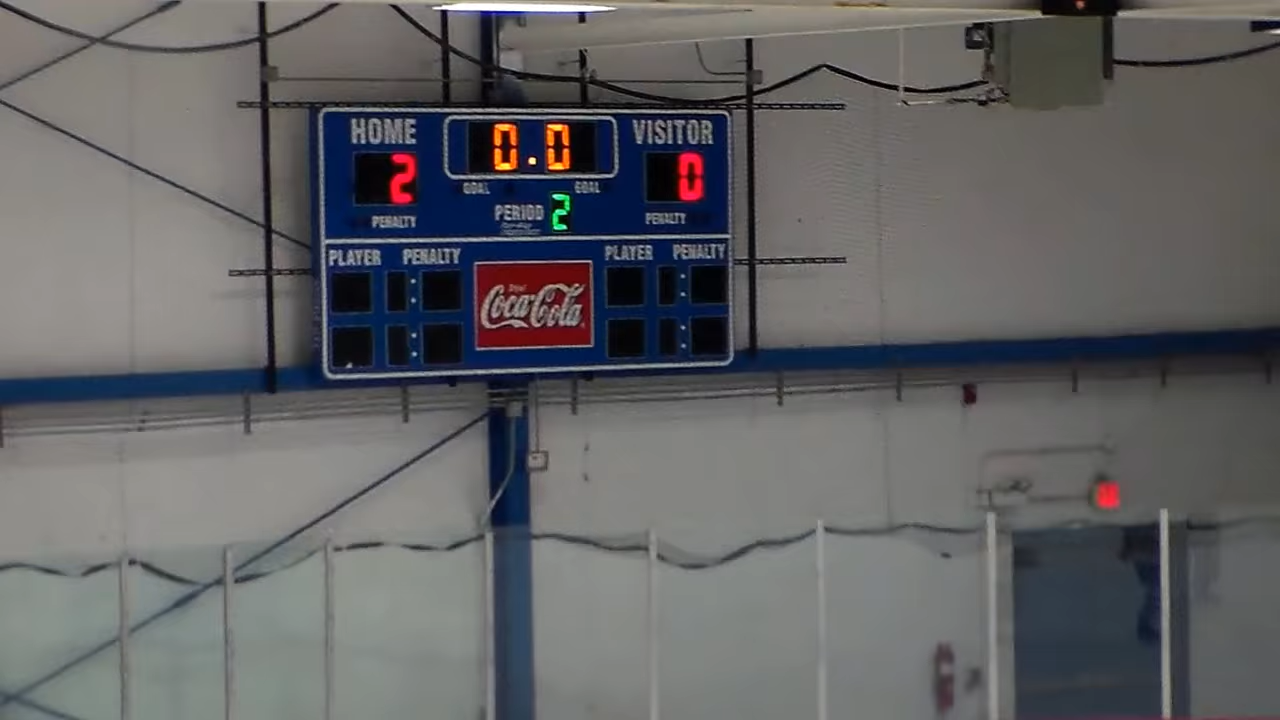 HOME 0.0 VISITOR
2 0
GOAL GOAL
PERIOD 2
PENALTY PENALTY
PLAYER PENALTY PLAYER PENALTY
Coca-Cola